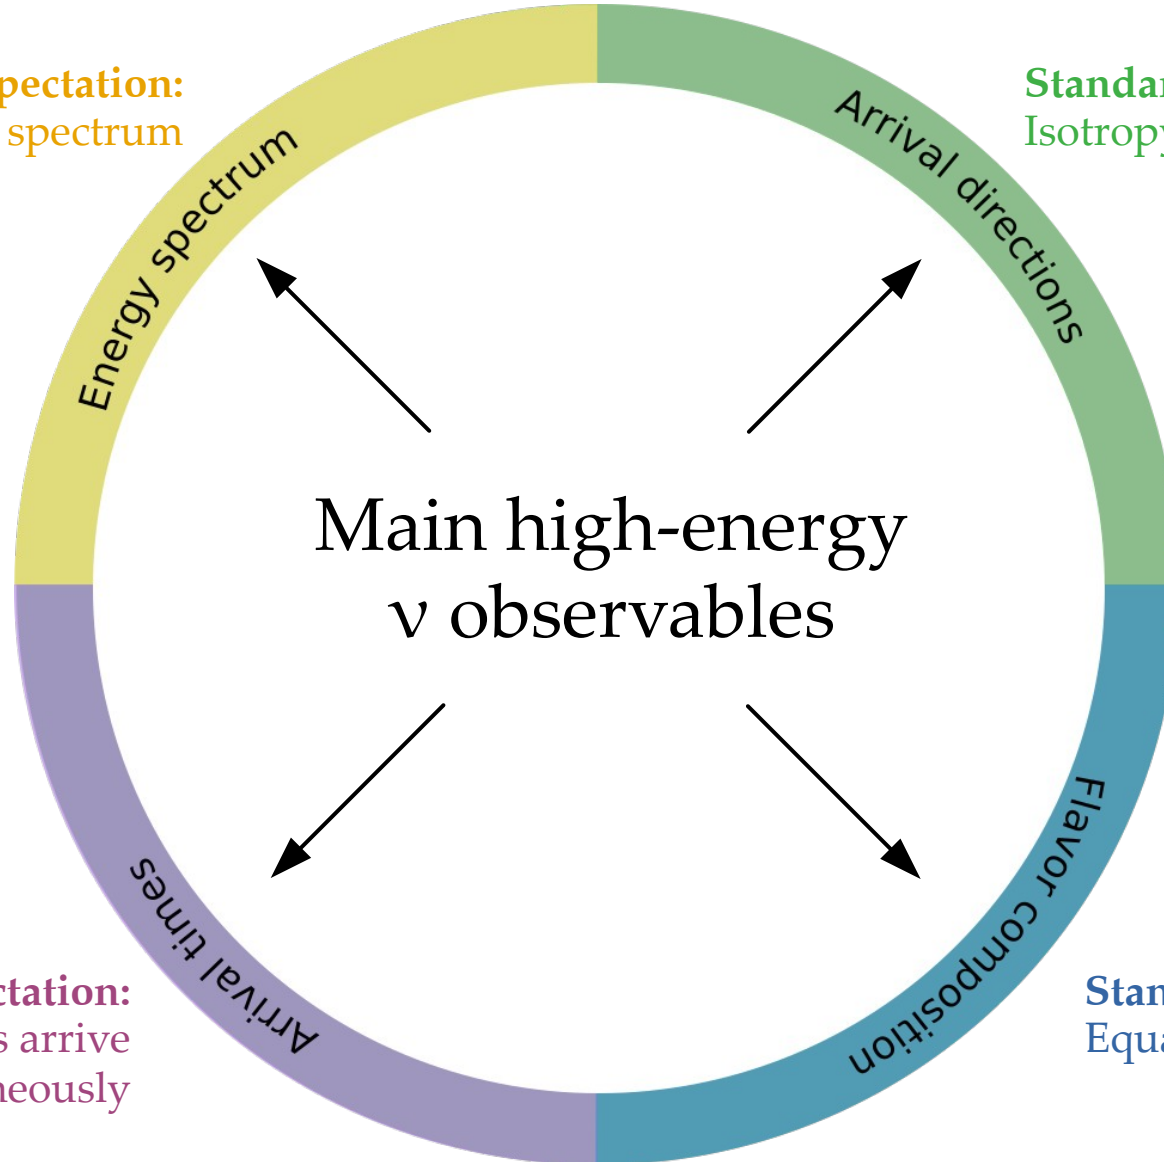 pectation:
spectrum
Standar
Isotropy
Energy spectrum
Arrival directions
Main high-energy
ν observables
Arrival times
Flavor composition
ctation:
s arrive
neously
Stan
Equa